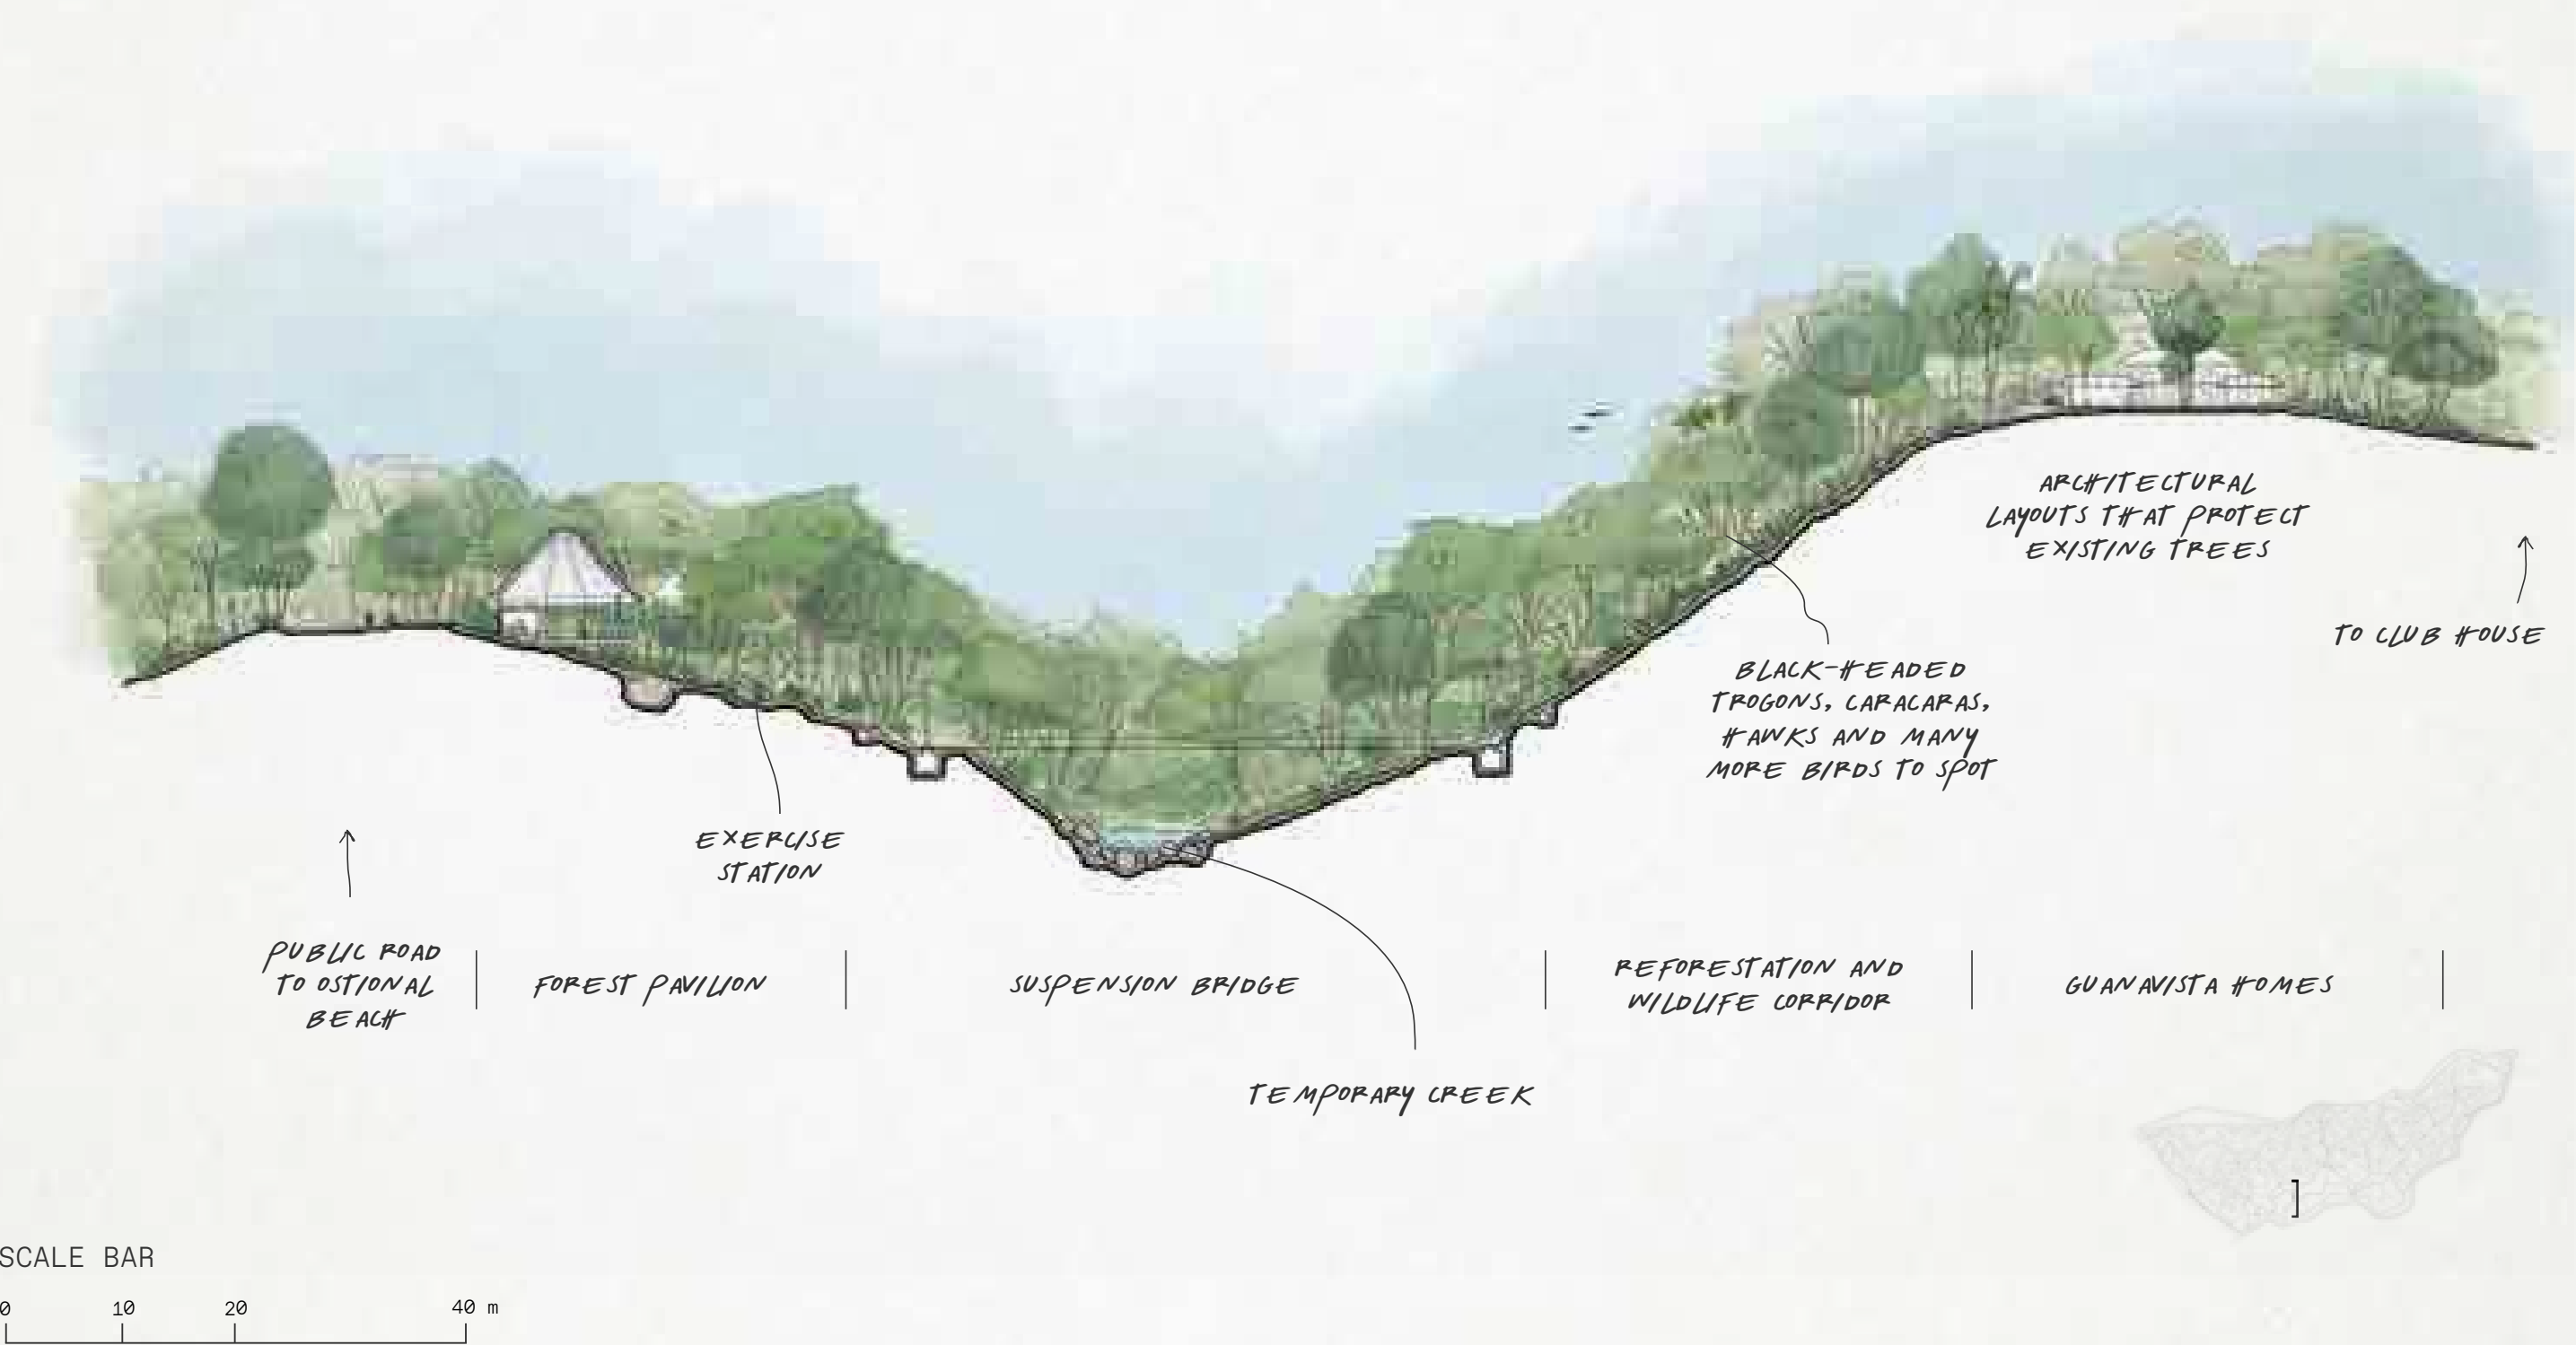 ARCHITECTURAL
LAYOUTS THAT PROTECT
EXISTING TREES
TO CLUB HOUSE
BLACK-HEADED
TROGONS, CARACARAS,
HAWKS AND MANY
MORE BIRDS TO SPOT
EXERCISE
STATION
PUBLIC ROAD
TO OSTIONAL
BEACH
FOREST PAVILION
SUSPENSION BRIDGE
REFORESTATION AND
WILDLIFE CORRIDOR
GUANAVISTA HOMES
TEMPORARY CREEK
]
SCALE BAR
0 10 20 40 m